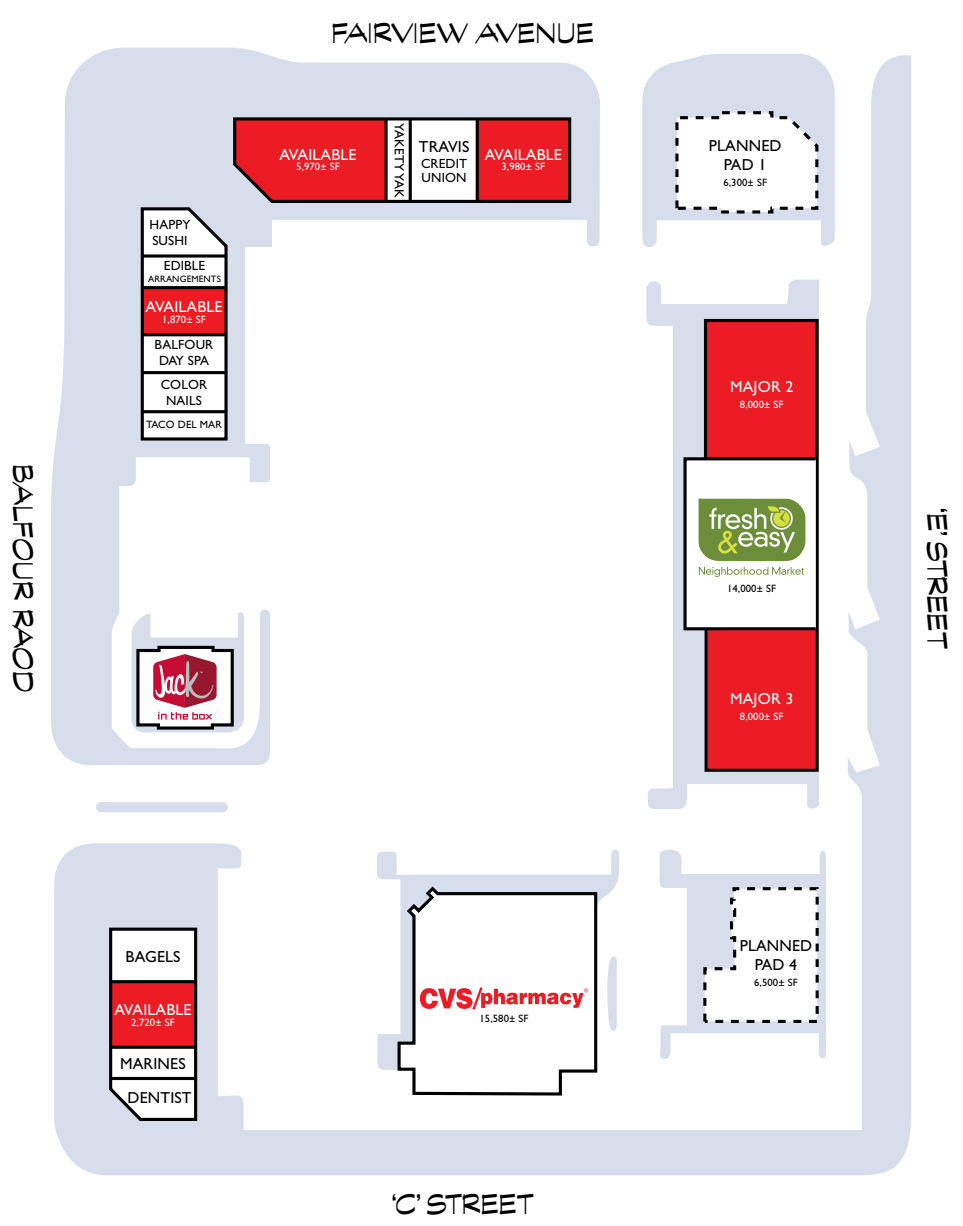 FAIRVIEW AVENUE
AVAILABLE
5,970± SF
YAKETY YAK
TRAVIS
CREDIT
UNION
AVAILABLE
3,980± SF
PLANNED
PAD 1
6,300± SF
HAPPY
SUSHI
EDIBLE
ARRANGEMENTS
AVAILABLE
1,870± SF
BALFOUR
DAY SPA
COLOR
NAILS
TACO DEL MAR
MAJOR 2
8,000± SF
fresh
&easy
Neighborhood Market
14,000± SF
MAJOR 3
8,000± SF
BALFOUR RAOD
'E' STREET
Jack™
in the box
BAGELS
AVAILABLE
2,720± SF
MARINES
DENTIST
CVS/pharmacy®
15,580± SF
PLANNED
PAD 4
6,500± SF
'C' STREET